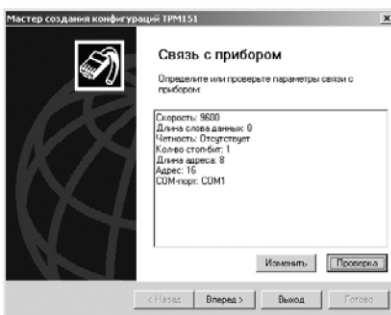 Мастер создания конфигураций ТРМ151
Связь с прибором
Определите или проверьте параметры связи с
прибором:
Скорость: 9600
Длина слова данных: 0
Четность: Отсутствует
Кол-во стоп-бит: 1
Длина адреса: 8
Адрес: 16
COM-порт: COM1
Изменить Проверка
< Назад Вперед > Выход Готово